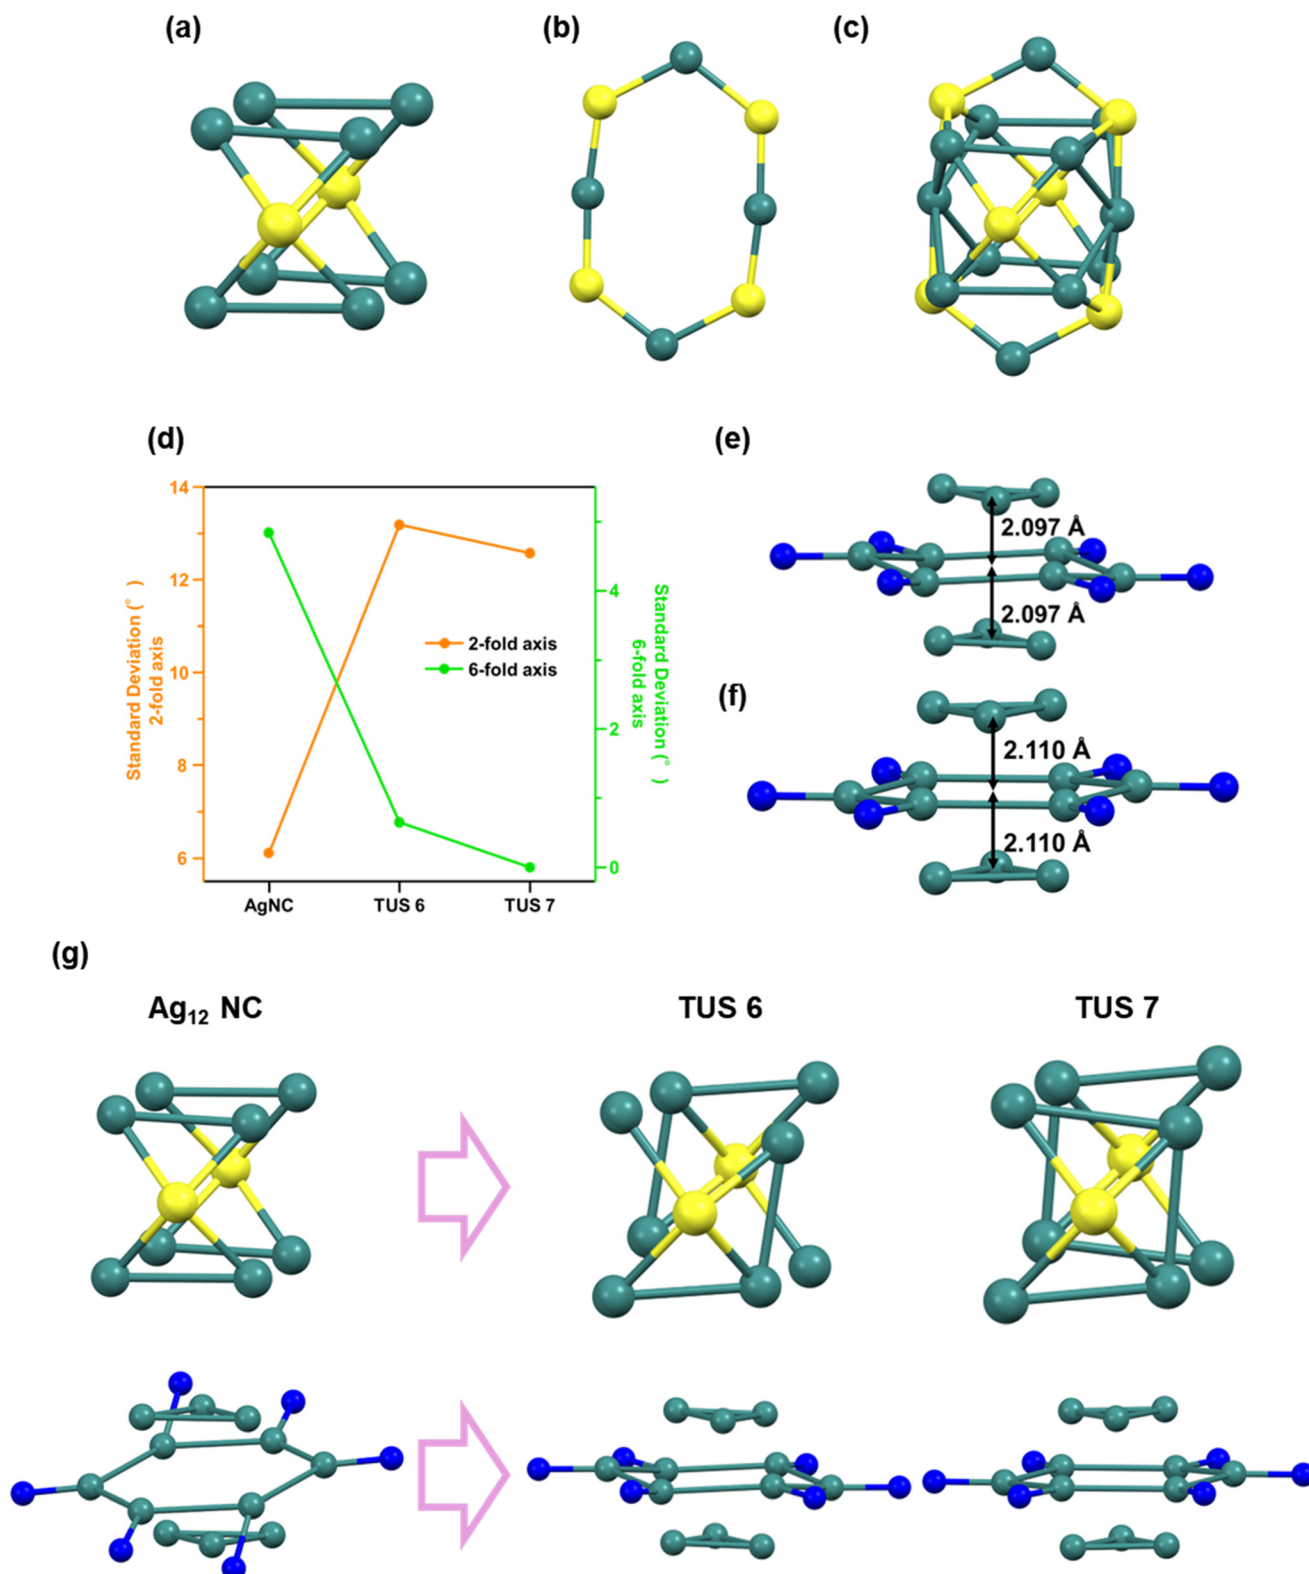 (a)
(b)
(c)
(d)
14
12
10
8
6
Standard Deviation (°)
2-fold axis
2-fold axis
6-fold axis
4
2
0
Standard Deviation (°)
6-fold axis
AgNC
TUS 6
TUS 7
(e)
2.097 Å
2.097 Å
(f)
2.110 Å
2.110 Å
(g)
Ag₁₂ NC
TUS 6
TUS 7